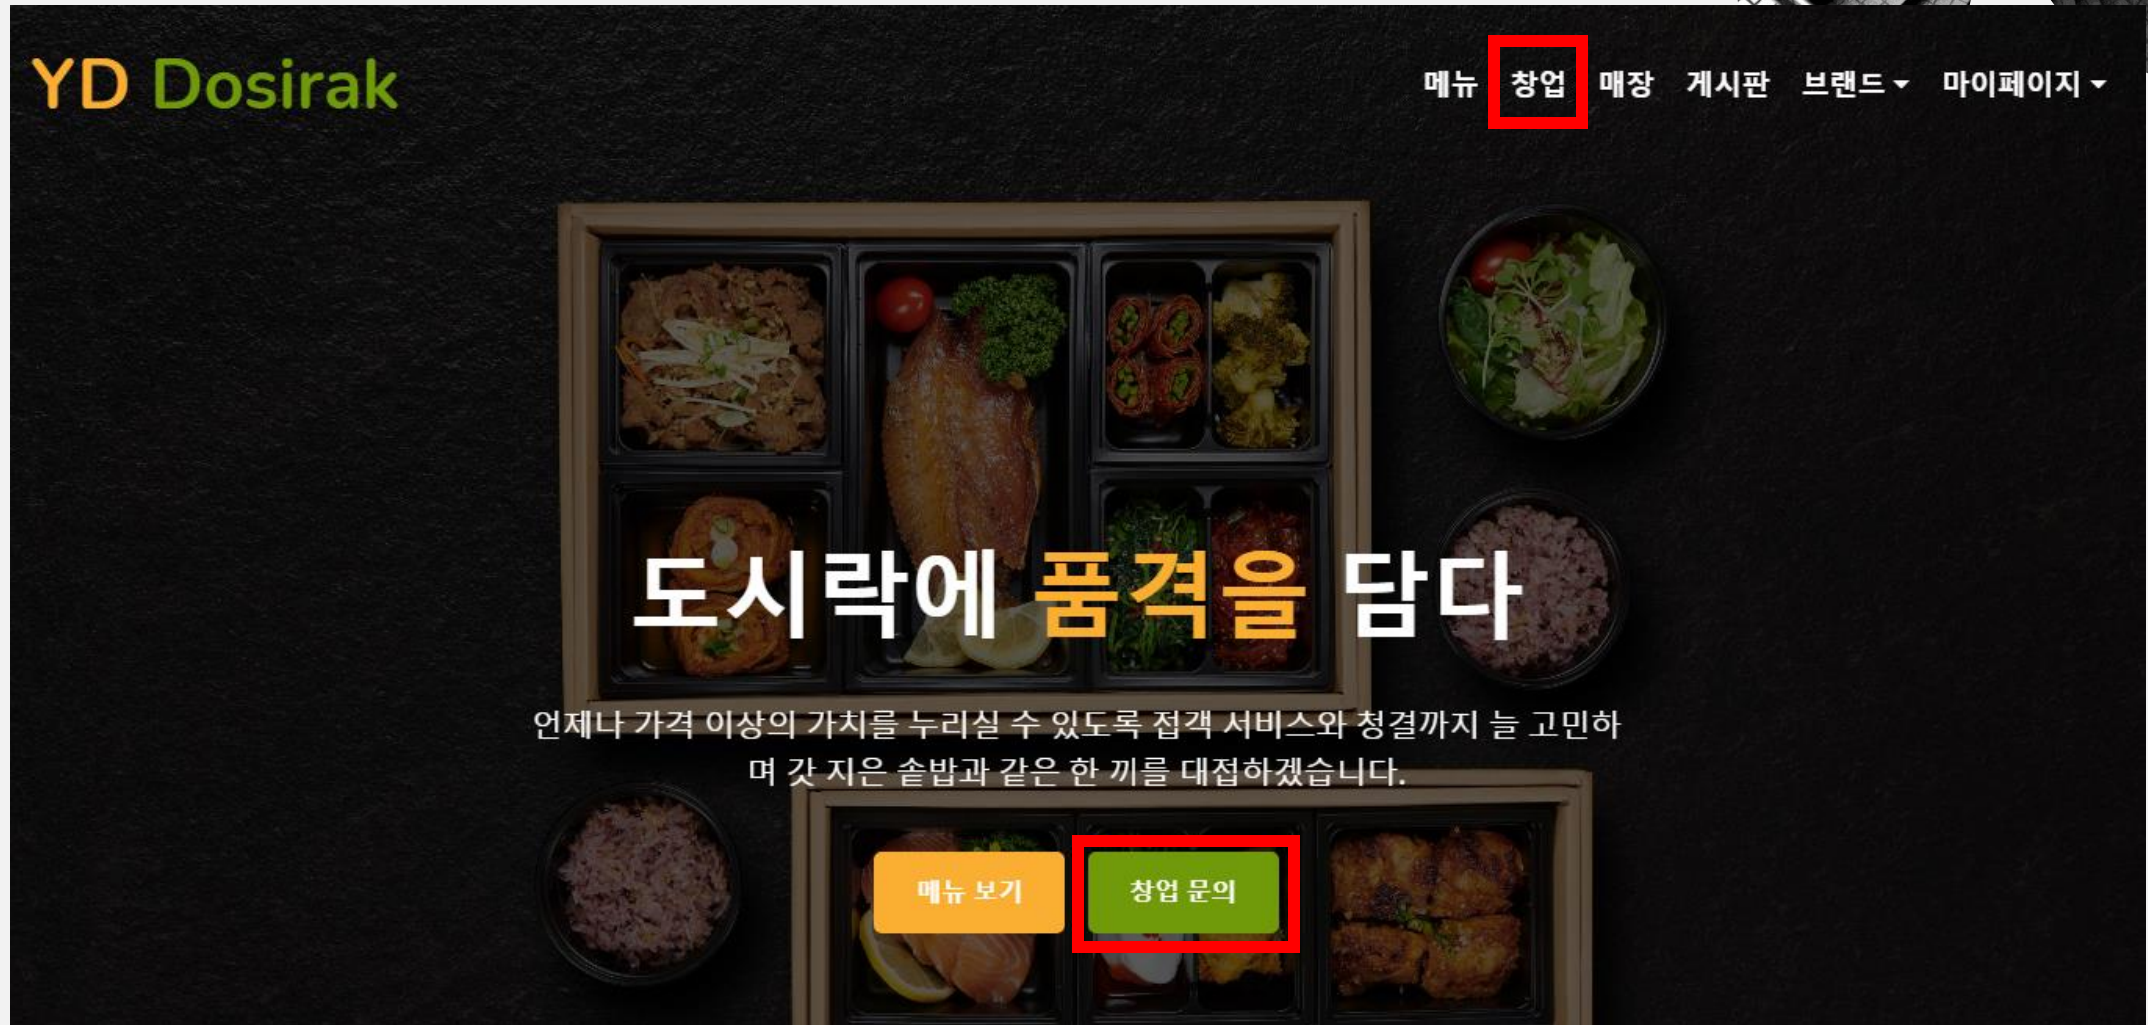 YD Dosirak
메뉴 창업 매장 게시판 브랜드 마이페이지
도시락에 품격을 담다
언제나 가격 이상의 가치를 누리실 수 있도록 접객 서비스와 청결까지 늘 고민하
며 갓 지은 솥밥과 같은 한 끼를 대접하겠습니다.
메뉴 보기 창업 문의